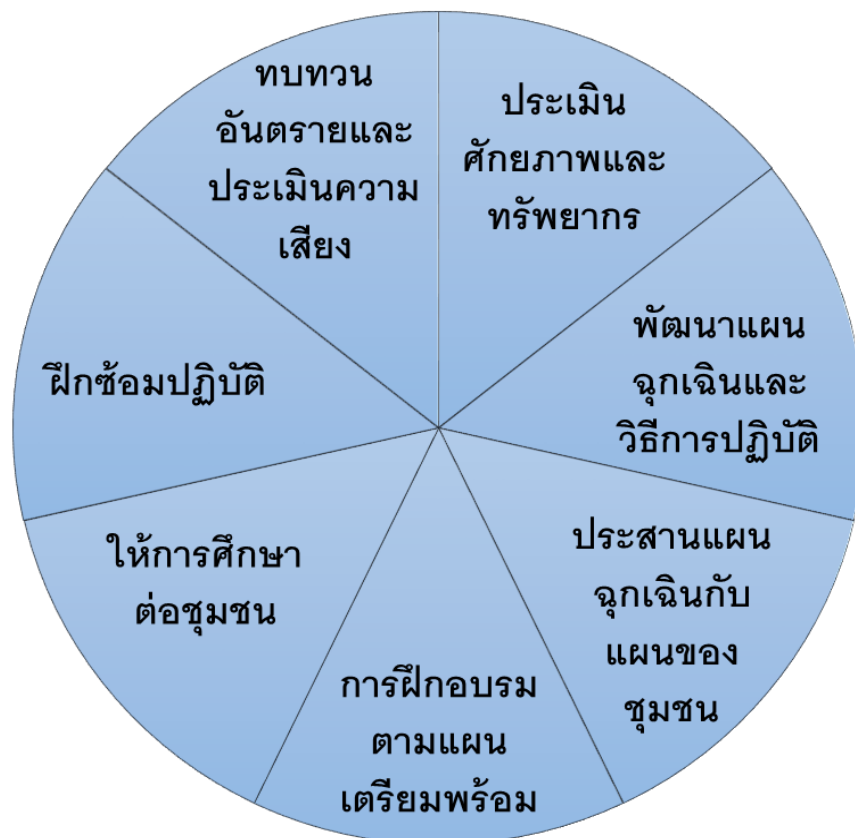 ทบทวน
อันตรายและ
ประเมินความ
เสี่ยง
ประเมิน
ศักยภาพและ
ทรัพยากร
พัฒนาแผน
ฉุกเฉินและ
วิธีการปฏิบัติ
ประสานแผน
ฉุกเฉินกับ
แผนของ
ชุมชน
การฝึกอบรม
ตามแผน
เตรียมพร้อม
ให้การศึกษา
ต่อชุมชน
ฝึกซ้อมปฏิบัติ